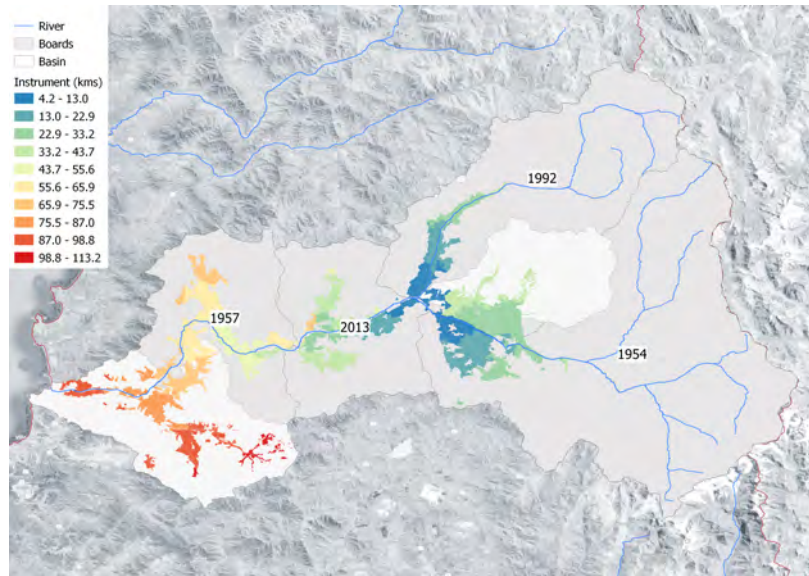 River
Boards
Basin
Instrument (kms)
4.2 - 13.0
13.0 - 22.9
22.9 - 33.2
33.2 - 43.7
43.7 - 55.6
55.6 - 65.9
65.9 - 75.5
75.5 - 87.0
87.0 - 98.8
98.8 - 113.2
1992
1957
2013
1954